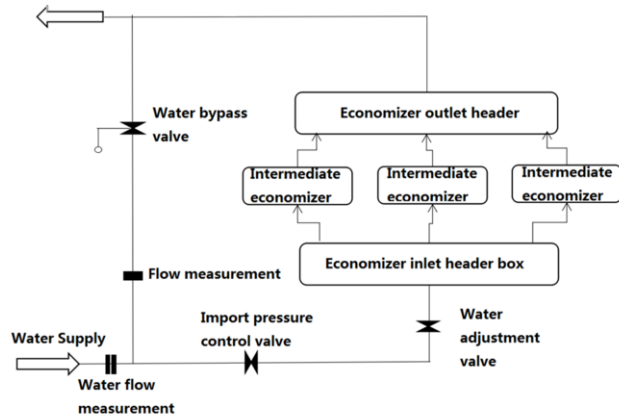 Water bypass
valve
Economizer outlet header
Intermediate
economizer
Intermediate
economizer
Intermediate
economizer
Economizer inlet header box
Flow measurement
Import pressure
control valve
Water
adjustment
valve
Water Supply
Water flow
measurement